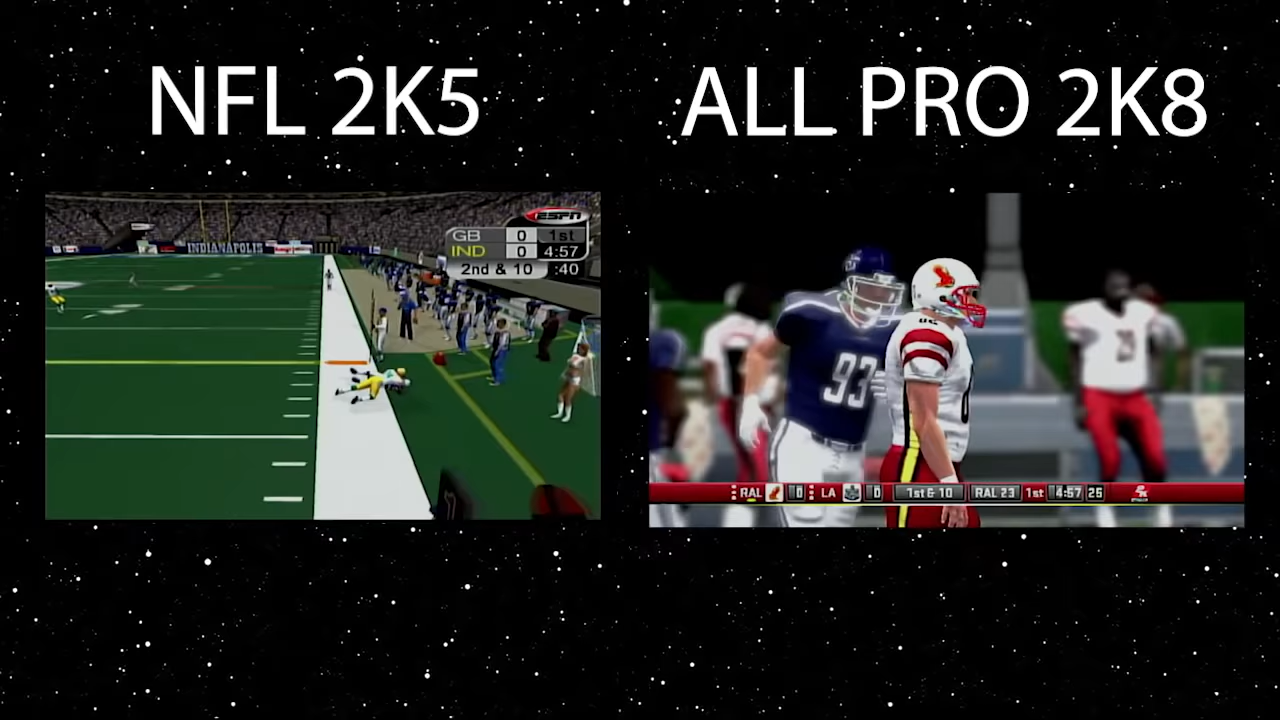 NFL 2K5
ALL PRO 2K8
ESPN
GB 0 1st
IND 0 4:57
2nd & 10 :40
INDIANAPOLIS
93
RAL 0 LA 0 1st & 10 RAL 23 1st 4:57 25